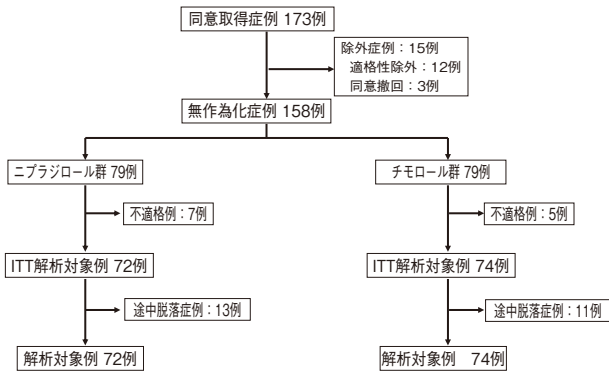 同意取得症例 173例
除外症例：15例
適格性除外：12例
同意撤回：3例
無作為化症例 158例
ニプラジロール群 79例
チモロール群 79例
不適格例：7例
不適格例：5例
ITT解析対象例 72例
ITT解析対象例 74例
途中脱落症例：13例
途中脱落症例：11例
解析対象例 72例
解析対象例　74例